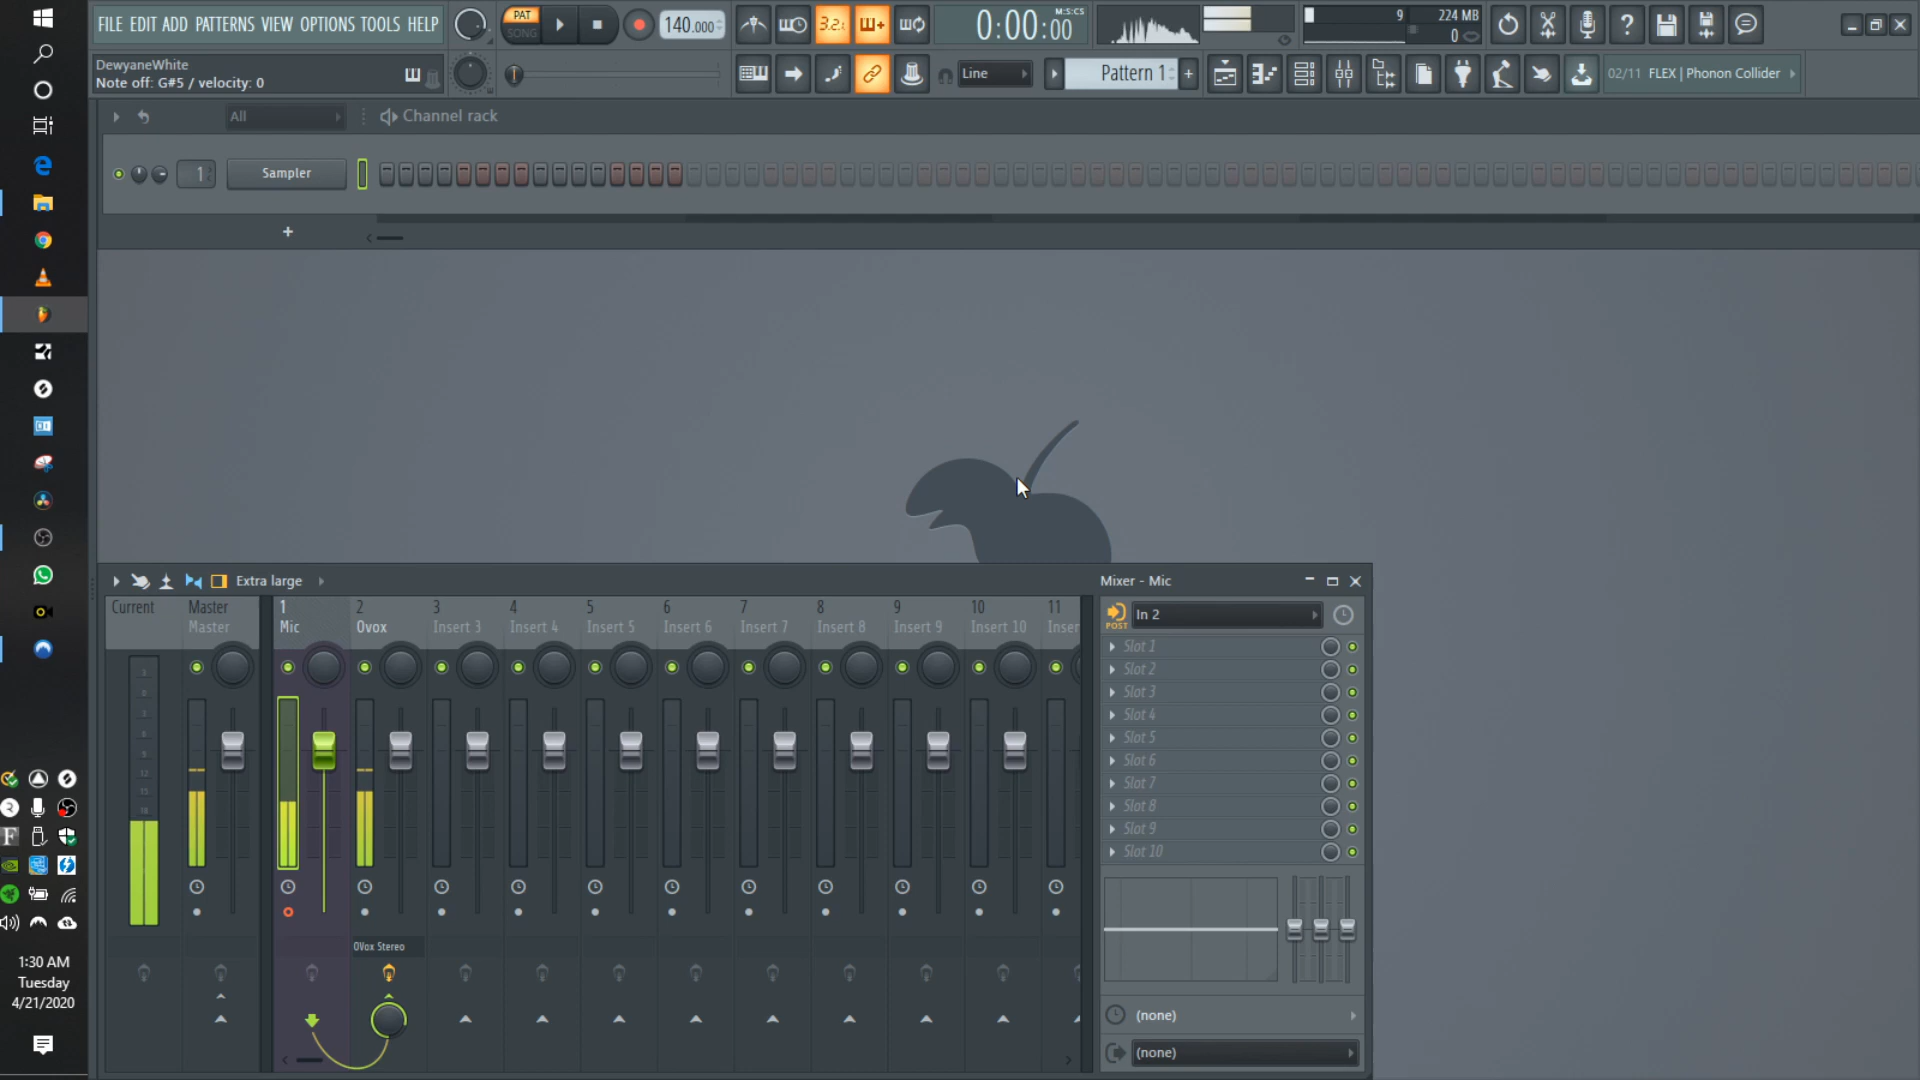 FILE EDIT ADD PATTERNS VIEW OPTIONS TOOLS HELP
PAT
SONG
140.000
3.2.
0:00:00
M:S:CS
9
224 MB
0
DewyaneWhite
Note off: G#5 / velocity: 0
Line
Pattern 1
+
02/11 FLEX | Phonon Collider
All
Channel rack
1
Sampler
+
Extra large
Mixer - Mic
Current
Master
Master
1
Mic
2
Ovox
3
Insert 3
4
Insert 4
5
Insert 5
6
Insert 6
7
Insert 7
8
Insert 8
9
Insert 9
10
Insert 10
11
Inser
POST
In 2
Slot 1
Slot 2
Slot 3
Slot 4
Slot 5
Slot 6
Slot 7
Slot 8
Slot 9
Slot 10
OVox Stereo
(none)
(none)
1:30 AM
Tuesday
4/21/2020